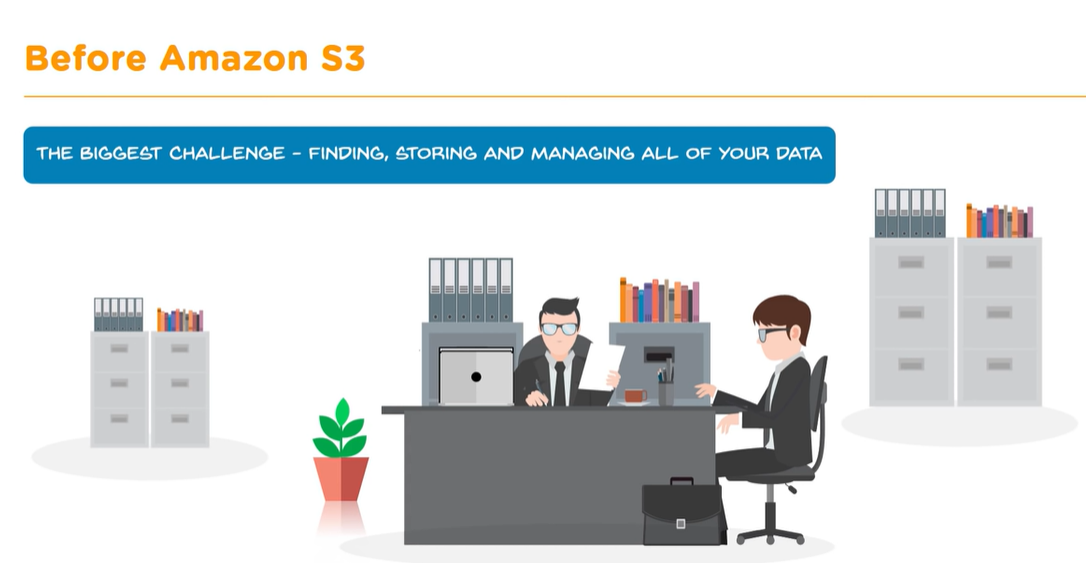 Before Amazon S3
THE BIGGEST CHALLENGE - FINDING, STORING AND MANAGING ALL OF YOUR DATA